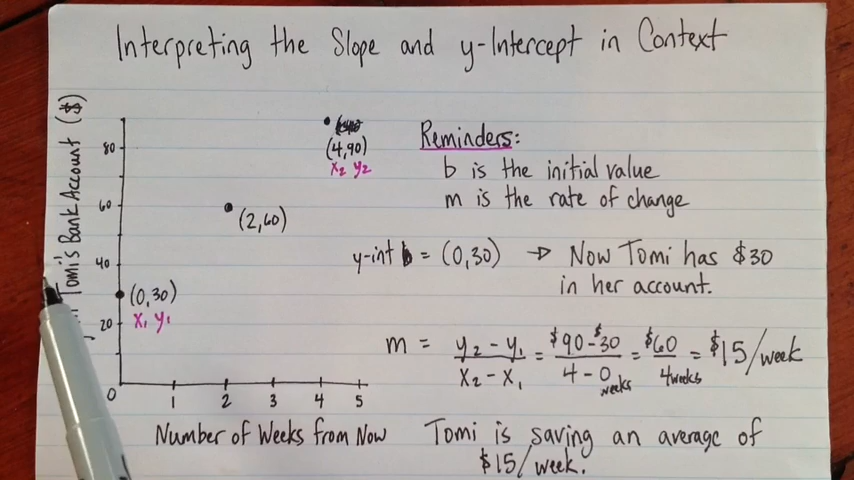 Interpreting the Slope and y-Intercept in Context
Tomi's Bank Account ($)
80
60
40
20
0
1 2 3 4 5
Number of Weeks from Now
(4,90)
x₂ y₂
(2,60)
(0,30)
x₁ y₁
Reminders:
b is the initial value
m is the rate of change
y-int b = (0,30) → Now Tomi has $30
in her account.
m = y₂ - y₁ / x₂ - x₁ = $90 - $30 / 4 - 0 weeks = $60 / 4 weeks = $15/week
Tomi is saving an average of
$15/week.